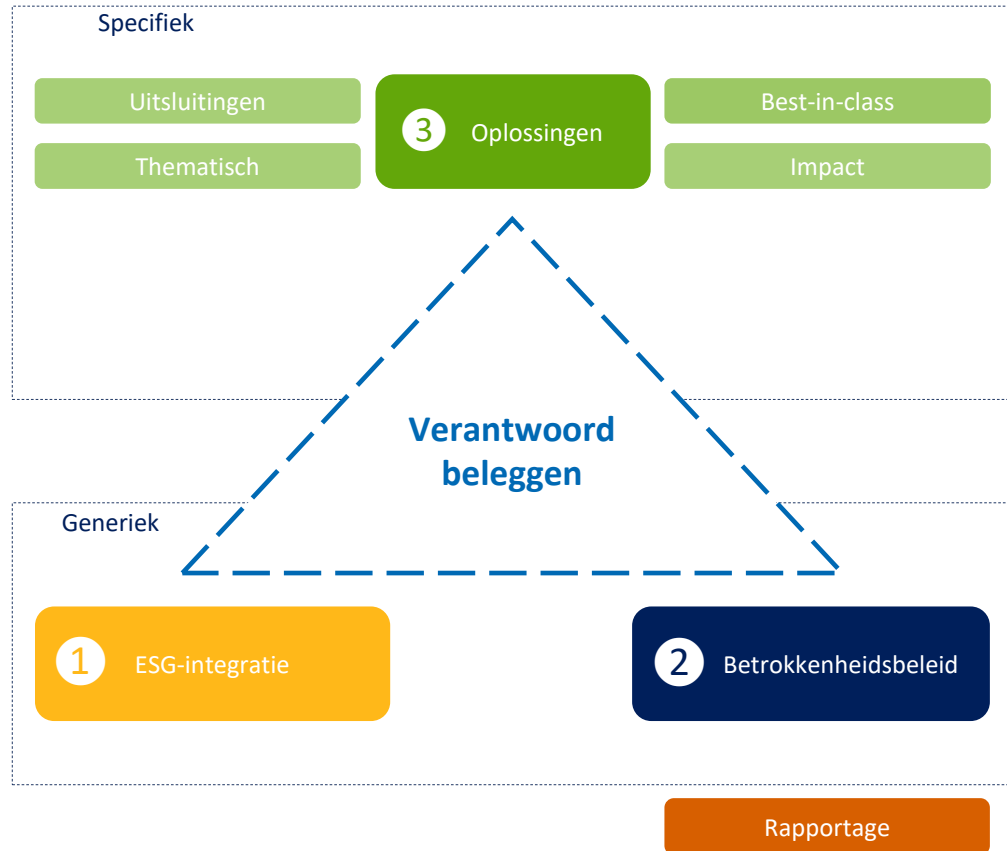 Specifiek
Uitsluitingen
3 Oplossingen
Best-in-class
Thematisch
Impact
Verantwoord
beleggen
Generiek
1 ESG-integratie
2 Betrokkenheidsbeleid
Rapportage